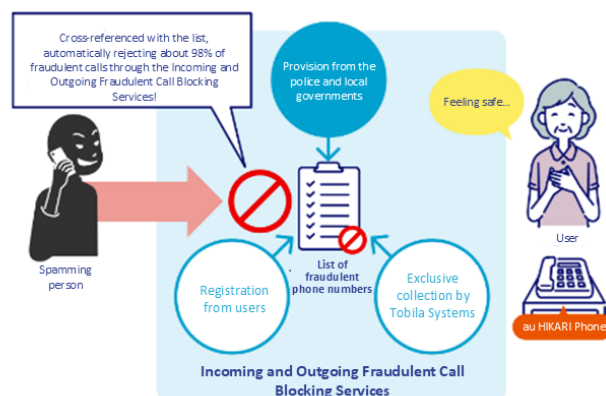 Cross-referenced with the list,
automatically rejecting about 98% of
fraudulent calls through the Incoming and
Outgoing Fraudulent Call Blocking
Services!
Provision from the
police and local
governments
Feeling safe...
Spamming
person
List of
fraudulent
phone numbers
Registration
from users
Exclusive
collection by
Tobila Systems
User
au HIKARI Phone
Incoming and Outgoing Fraudulent Call
Blocking Services